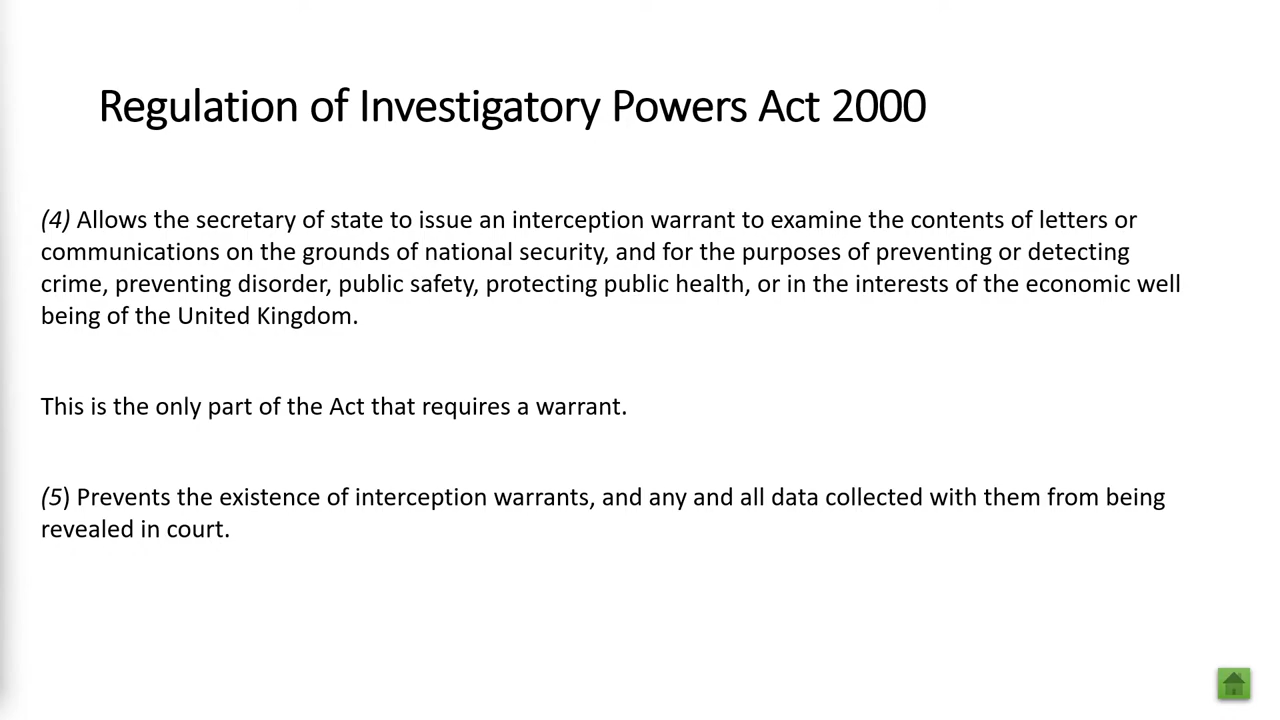 Regulation of Investigatory Powers Act 2000
(4) Allows the secretary of state to issue an interception warrant to examine the contents of letters or
communications on the grounds of national security, and for the purposes of preventing or detecting
crime, preventing disorder, public safety, protecting public health, or in the interests of the economic well
being of the United Kingdom.
This is the only part of the Act that requires a warrant.
(5) Prevents the existence of interception warrants, and any and all data collected with them from being
revealed in court.